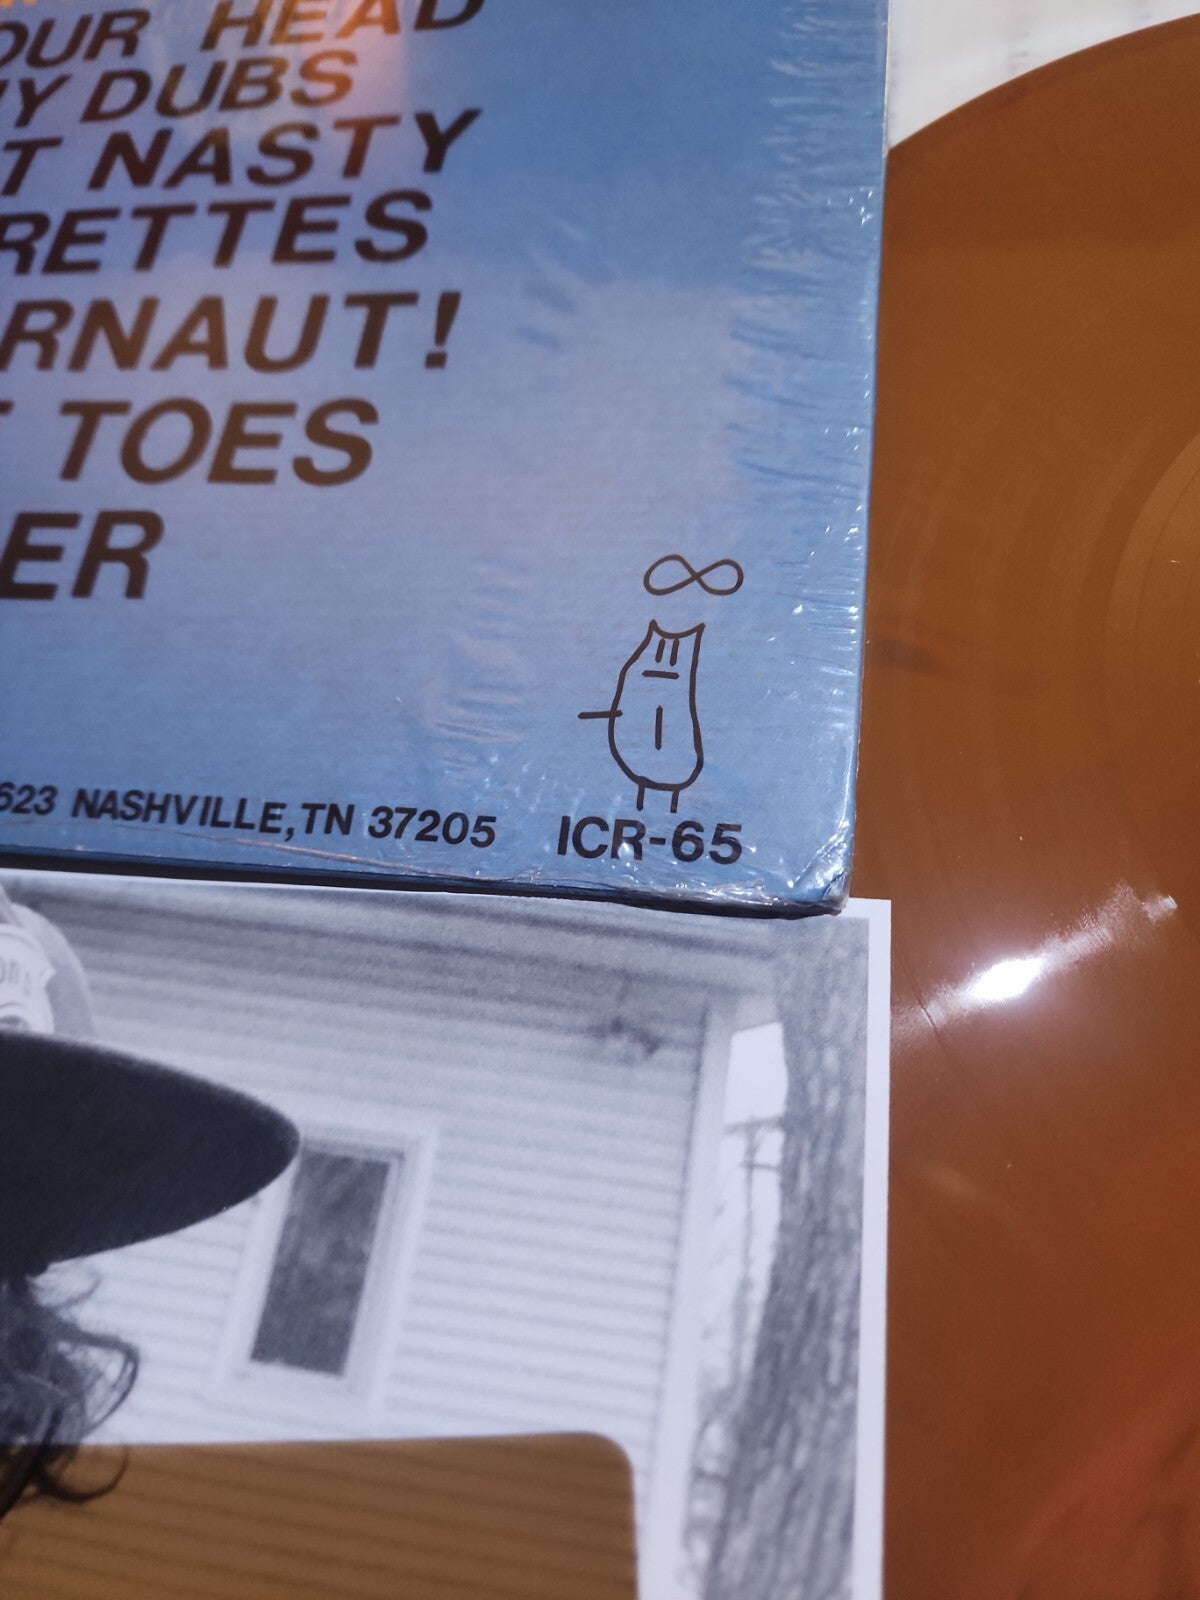 OUR HEAD
Y DUBS
T NASTY
RETTES
RNAUT!
TOES
ER
623 NASHVILLE, TN 37205
ICR-65